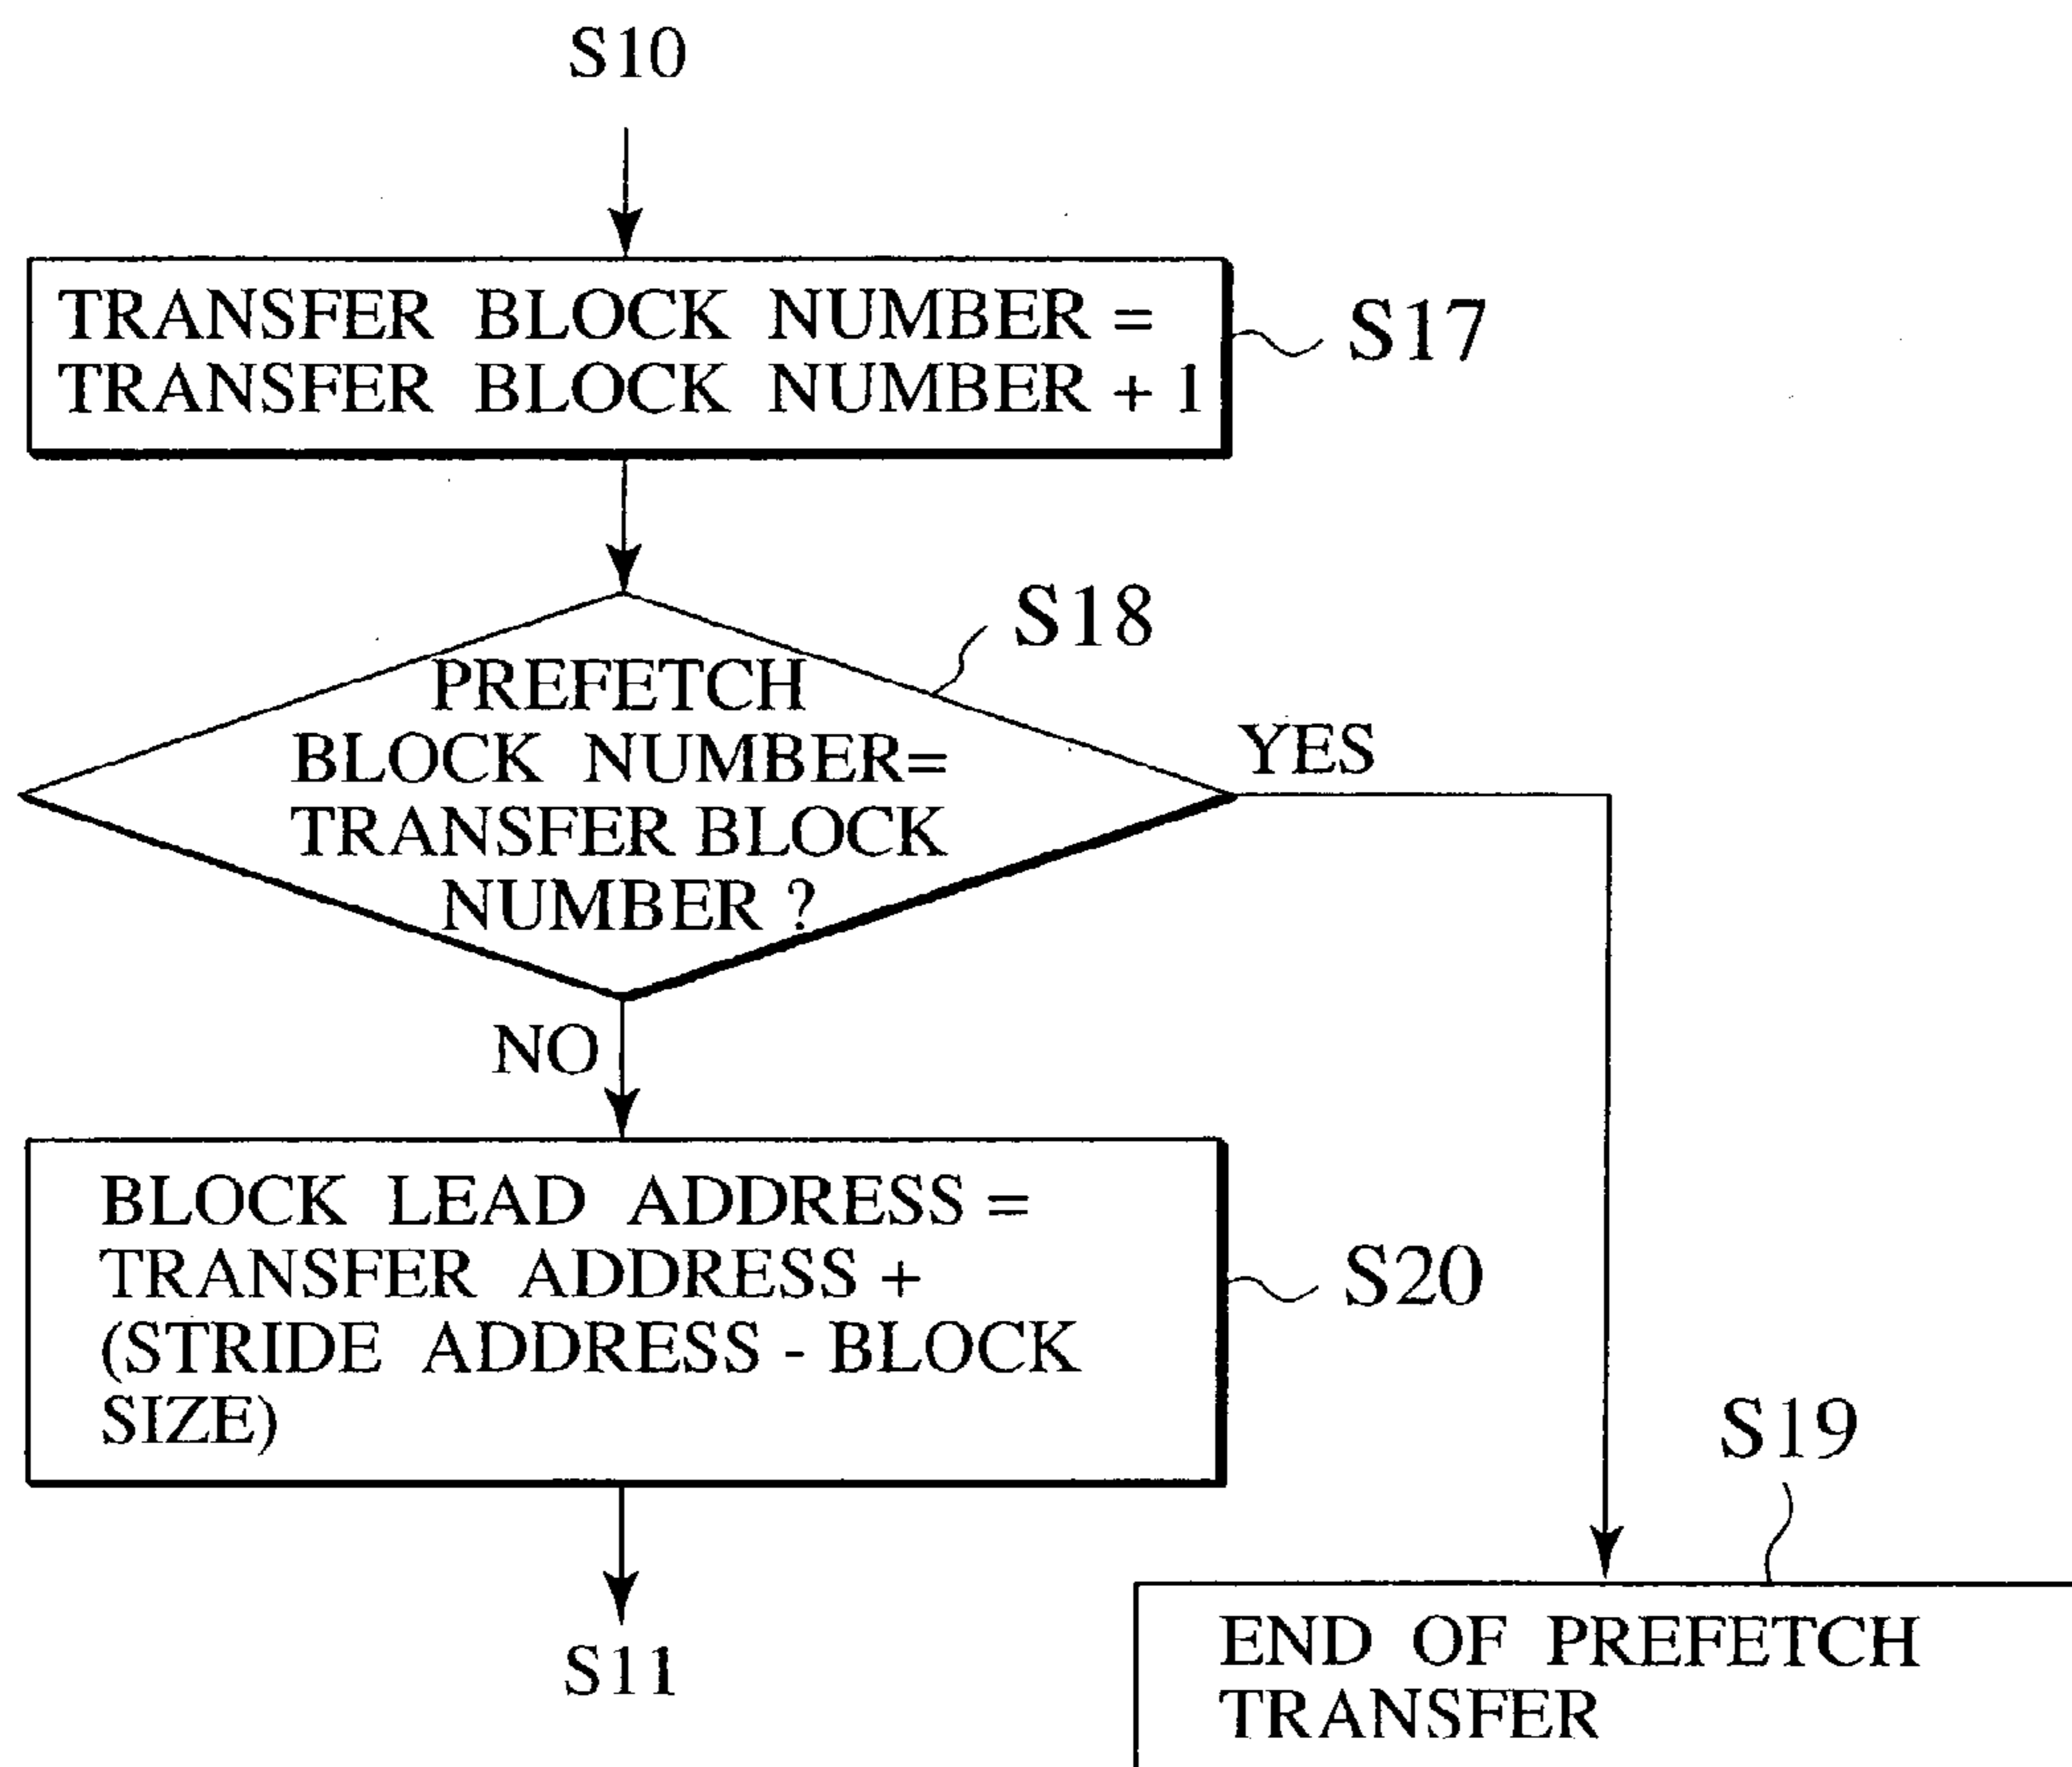 S10
TRANSFER BLOCK NUMBER =
TRANSFER BLOCK NUMBER + 1
S17
S18
PREFETCH
BLOCK NUMBER=
TRANSFER BLOCK
NUMBER ?
YES
NO
BLOCK LEAD ADDRESS =
TRANSFER ADDRESS +
(STRIDE ADDRESS - BLOCK
SIZE)
S20
S19
END OF PREFETCH
TRANSFER
S11